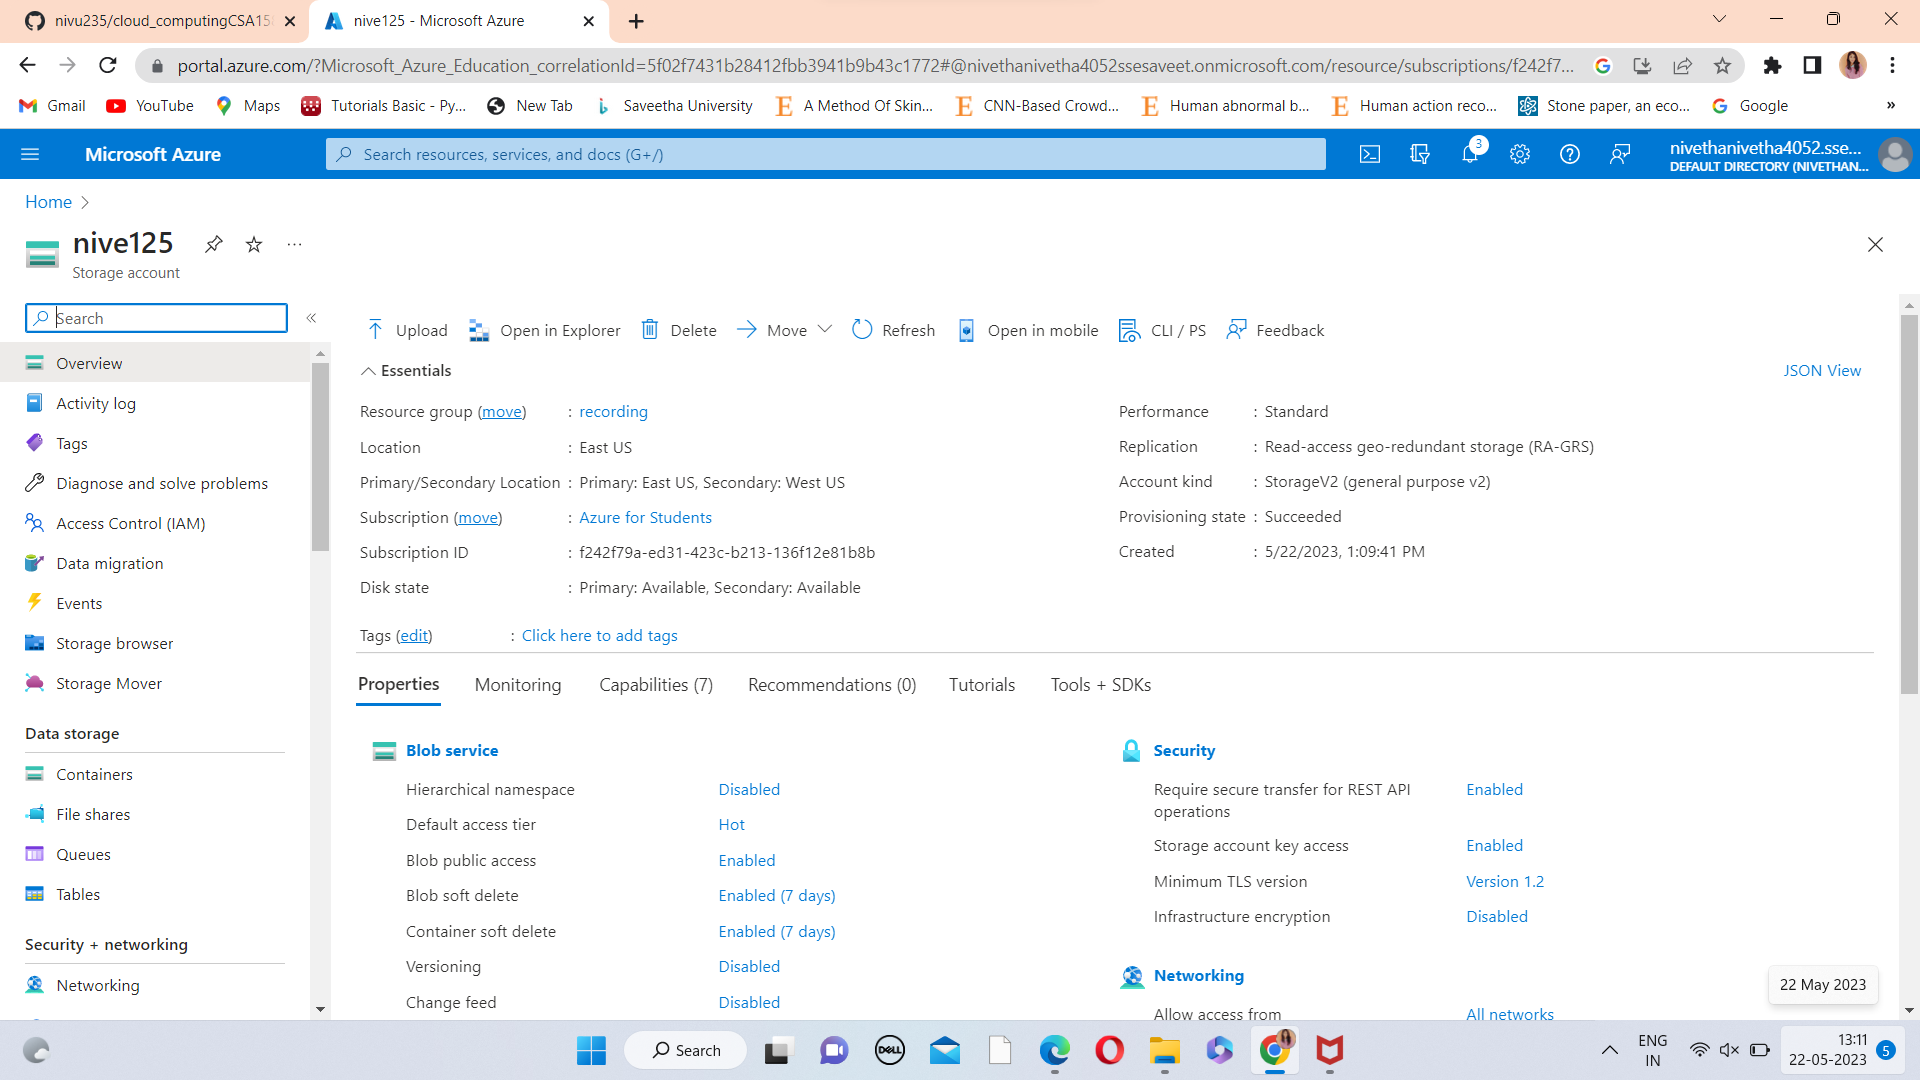 nivu235/cloud_computingCSA15
nive125 - Microsoft Azure
portal.azure.com/?Microsoft_Azure_Education_correlationId=5f02f7431b28412fbb3941b9b43c1772#@nivethanivetha4052ssesaveet.onmicrosoft.com/resource/subscriptions/f242f7...
Gmail
YouTube
Maps
Tutorials Basic - Py...
New Tab
Saveetha University
A Method Of Skin...
CNN-Based Crowd...
Human abnormal b...
Human action reco...
Stone paper, an eco...
Google
»
Microsoft Azure
Search resources, services, and docs (G+/)
3
nivethanivetha4052.sse...
DEFAULT DIRECTORY (NIVETHAN...
Home
nive125
Storage account
Search
Overview
Activity log
Tags
Diagnose and solve problems
Access Control (IAM)
Data migration
Events
Storage browser
Storage Mover
Data storage
Containers
File shares
Queues
Tables
Security + networking
Networking
Upload
Open in Explorer
Delete
Move
Refresh
Open in mobile
CLI / PS
Feedback
Essentials
JSON View
Resource group (move) : recording
Location : East US
Primary/Secondary Location : Primary: East US, Secondary: West US
Subscription (move) : Azure for Students
Subscription ID : f242f79a-ed31-423c-b213-136f12e81b8b
Disk state : Primary: Available, Secondary: Available
Performance : Standard
Replication : Read-access geo-redundant storage (RA-GRS)
Account kind : StorageV2 (general purpose v2)
Provisioning state : Succeeded
Created : 5/22/2023, 1:09:41 PM
Tags (edit) : Click here to add tags
Properties
Monitoring
Capabilities (7)
Recommendations (0)
Tutorials
Tools + SDKs
Blob service
Hierarchical namespace Disabled
Default access tier Hot
Blob public access Enabled
Blob soft delete Enabled (7 days)
Container soft delete Enabled (7 days)
Versioning Disabled
Change feed Disabled
Security
Require secure transfer for REST API Enabled
operations
Storage account key access Enabled
Minimum TLS version Version 1.2
Infrastructure encryption Disabled
Networking
Allow access from All networks
22 May 2023
Search
DELL
ENG
IN
13:11
22-05-2023
5